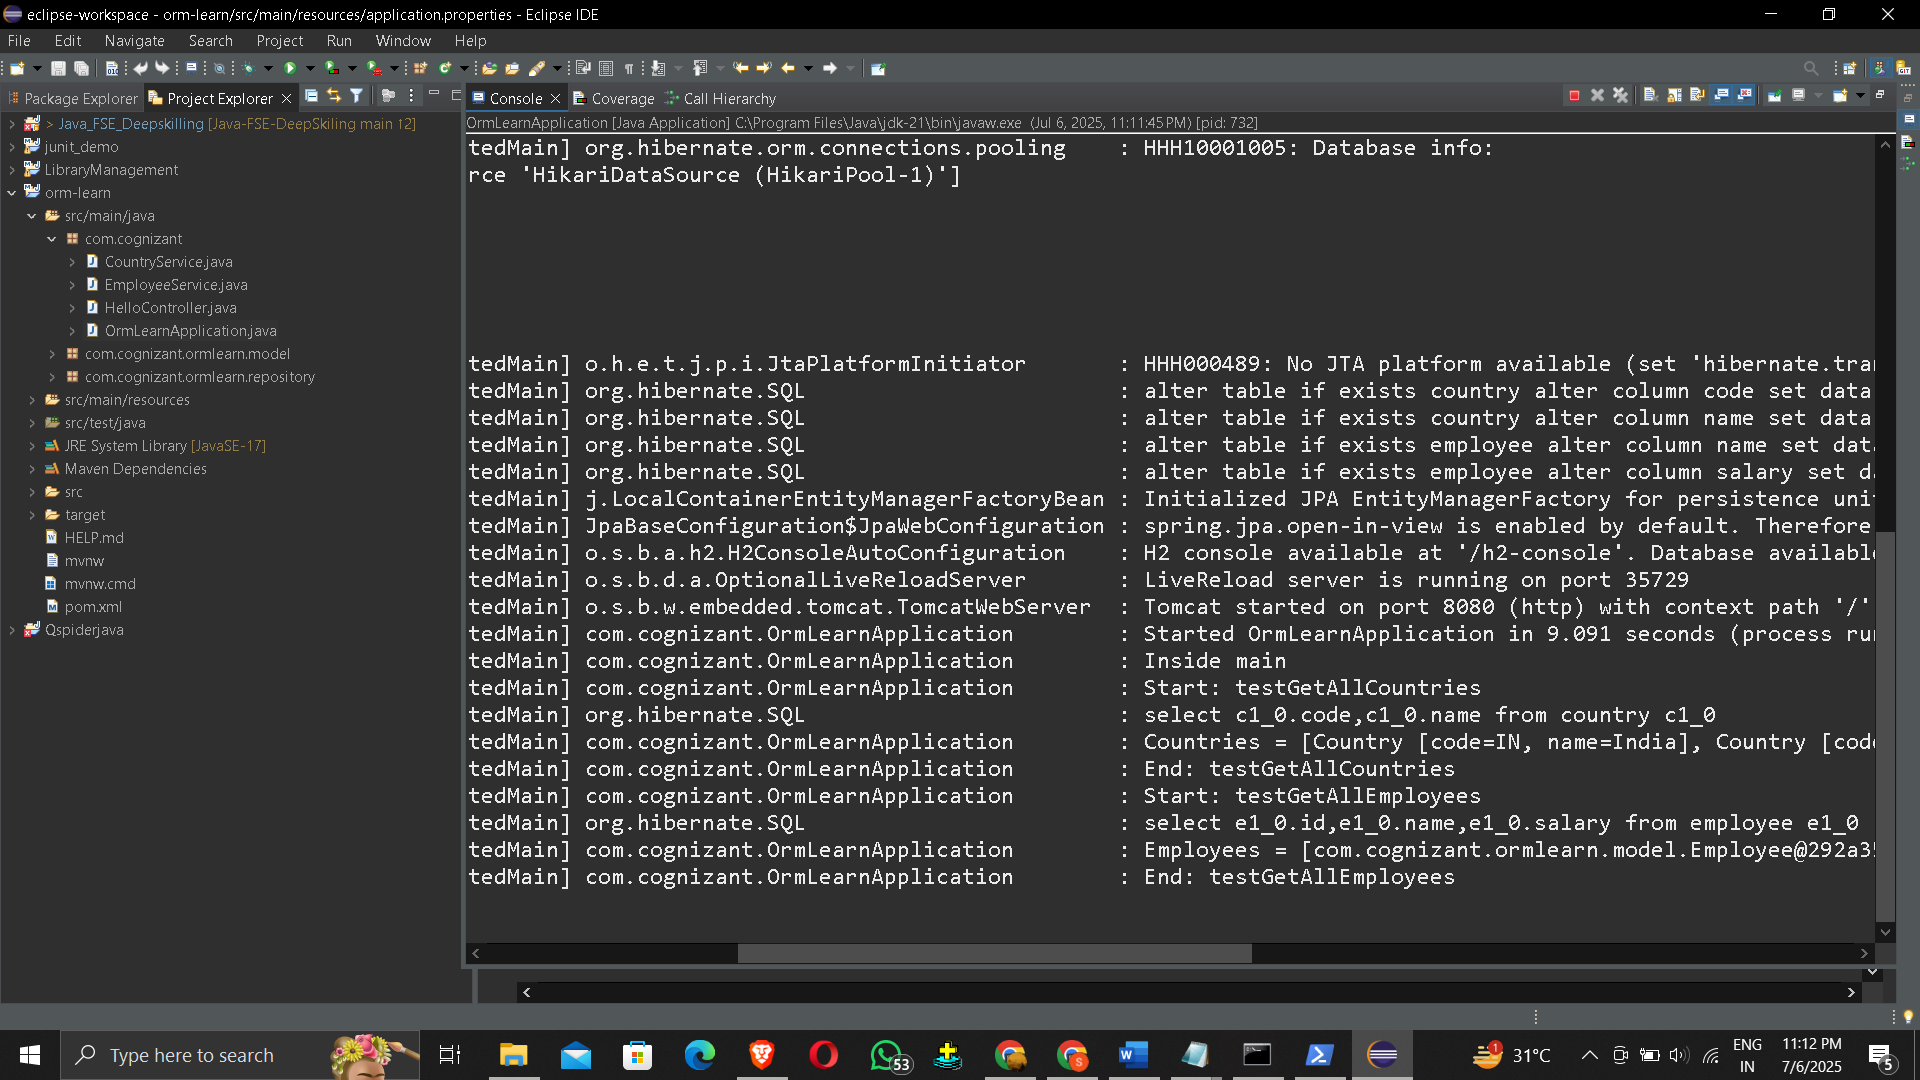 eclipse-workspace - orm-learn/src/main/resources/application.properties - Eclipse IDE
File Edit Navigate Search Project Run Window Help
Package Explorer Project Explorer Console Coverage Call Hierarchy
OrmLearnApplication [Java Application] C:\Program Files\Java\jdk-21\bin\javaw.exe (Jul 6, 2025, 11:11:45 PM) [pid: 732]
> Java_FSE_Deepskilling [Java-FSE-DeepSkiling main ↑2]
junit_demo
LibraryManagement
orm-learn
src/main/java
com.cognizant
CountryService.java
EmployeeService.java
HelloController.java
OrmLearnApplication.java
com.cognizant.ormlearn.model
com.cognizant.ormlearn.repository
src/main/resources
src/test/java
JRE System Library [JavaSE-17]
Maven Dependencies
src
target
HELP.md
mvnw
mvnw.cmd
pom.xml
Qspiderjava
tedMain] org.hibernate.orm.connections.pooling : HHH10001005: Database info:
rce 'HikariDataSource (HikariPool-1)']
tedMain] o.h.e.t.j.p.i.JtaPlatformInitiator : HHH000489: No JTA platform available (set 'hibernate.tra
tedMain] org.hibernate.SQL : alter table if exists country alter column code set data
tedMain] org.hibernate.SQL : alter table if exists country alter column name set data
tedMain] org.hibernate.SQL : alter table if exists employee alter column name set dat
tedMain] org.hibernate.SQL : alter table if exists employee alter column salary set d
tedMain] j.LocalContainerEntityManagerFactoryBean : Initialized JPA EntityManagerFactory for persistence uni
tedMain] JpaBaseConfiguration$JpaWebConfiguration : spring.jpa.open-in-view is enabled by default. Therefore
tedMain] o.s.b.a.h2.H2ConsoleAutoConfiguration : H2 console available at '/h2-console'. Database availabl
tedMain] o.s.b.d.a.OptionalLiveReloadServer : LiveReload server is running on port 35729
tedMain] o.s.b.w.embedded.tomcat.TomcatWebServer : Tomcat started on port 8080 (http) with context path '/'
tedMain] com.cognizant.OrmLearnApplication : Started OrmLearnApplication in 9.091 seconds (process ru
tedMain] com.cognizant.OrmLearnApplication : Inside main
tedMain] com.cognizant.OrmLearnApplication : Start: testGetAllCountries
tedMain] org.hibernate.SQL : select c1_0.code,c1_0.name from country c1_0
tedMain] com.cognizant.OrmLearnApplication : Countries = [Country [code=IN, name=India], Country [cod
tedMain] com.cognizant.OrmLearnApplication : End: testGetAllCountries
tedMain] com.cognizant.OrmLearnApplication : Start: testGetAllEmployees
tedMain] org.hibernate.SQL : select e1_0.id,e1_0.name,e1_0.salary from employee e1_0
tedMain] com.cognizant.OrmLearnApplication : Employees = [com.cognizant.ormlearn.model.Employee@292a3
tedMain] com.cognizant.OrmLearnApplication : End: testGetAllEmployees
Type here to search
53
1
31°C
ENG
IN
11:12 PM
7/6/2025
5